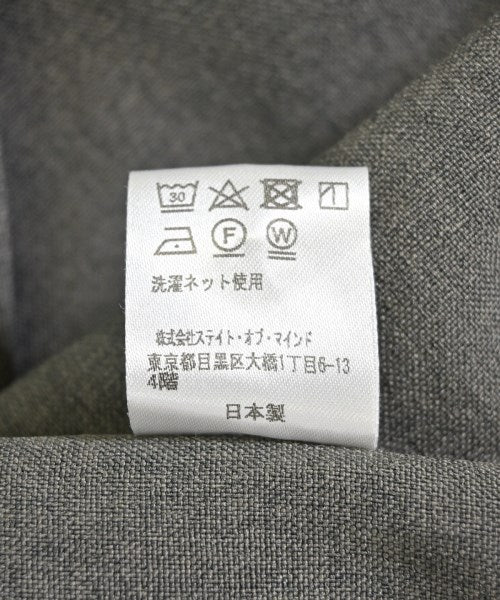 30
F W
洗濯ネット使用
株式会社ステイト・オブ・マインド
東京都目黒区大橋1丁目6-13
4階
日本製